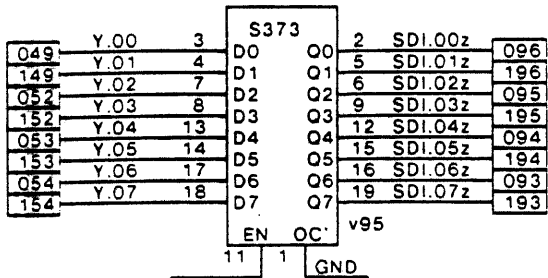 S373
049 Y.00 3 D0 Q0 2 SDI.00z 096
149 Y.01 4 D1 Q1 5 SDI.01z 196
052 Y.02 7 D2 Q2 6 SDI.02z 095
152 Y.03 8 D3 Q3 9 SDI.03z 195
053 Y.04 13 D4 Q4 12 SDI.04z 094
153 Y.05 14 D5 Q5 15 SDI.05z 194
054 Y.06 17 D6 Q6 16 SDI.06z 093
154 Y.07 18 D7 Q7 19 SDI.07z 193
v95
EN OC'
11 1 GND